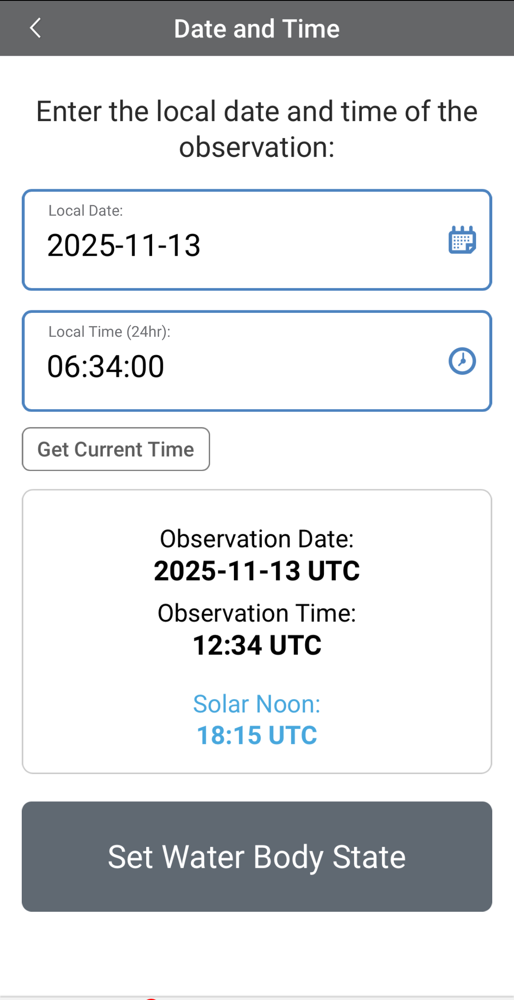 Date and Time
Enter the local date and time of the
observation:
Local Date:
2025-11-13
Local Time (24hr):
06:34:00
Get Current Time
Observation Date:
2025-11-13 UTC
Observation Time:
12:34 UTC
Solar Noon:
18:15 UTC
Set Water Body State